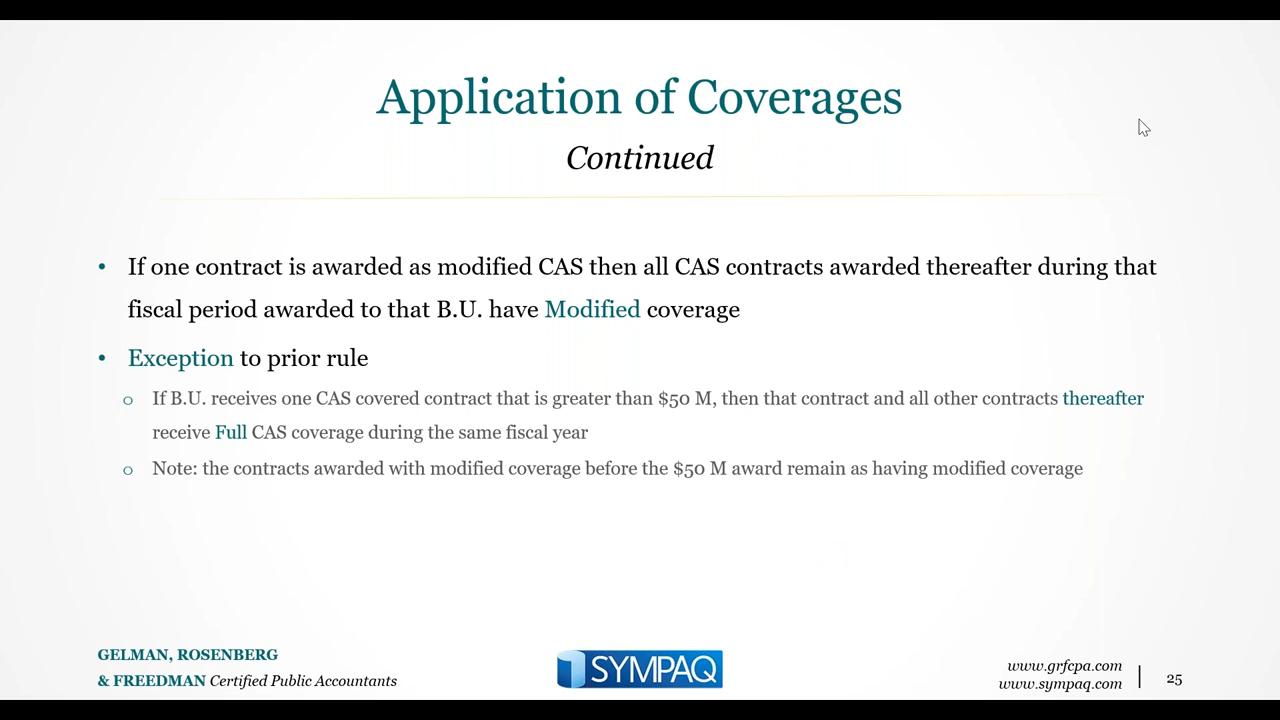 Application of Coverages
Continued
• If one contract is awarded as modified CAS then all CAS contracts awarded thereafter during that
fiscal period awarded to that B.U. have Modified coverage
• Exception to prior rule
o If B.U. receives one CAS covered contract that is greater than $50 M, then that contract and all other contracts thereafter
receive Full CAS coverage during the same fiscal year
o Note: the contracts awarded with modified coverage before the $50 M award remain as having modified coverage
GELMAN, ROSENBERG
& FREEDMAN Certified Public Accountants
SYMPAQ
www.grfcpa.com
www.sympaq.com
25